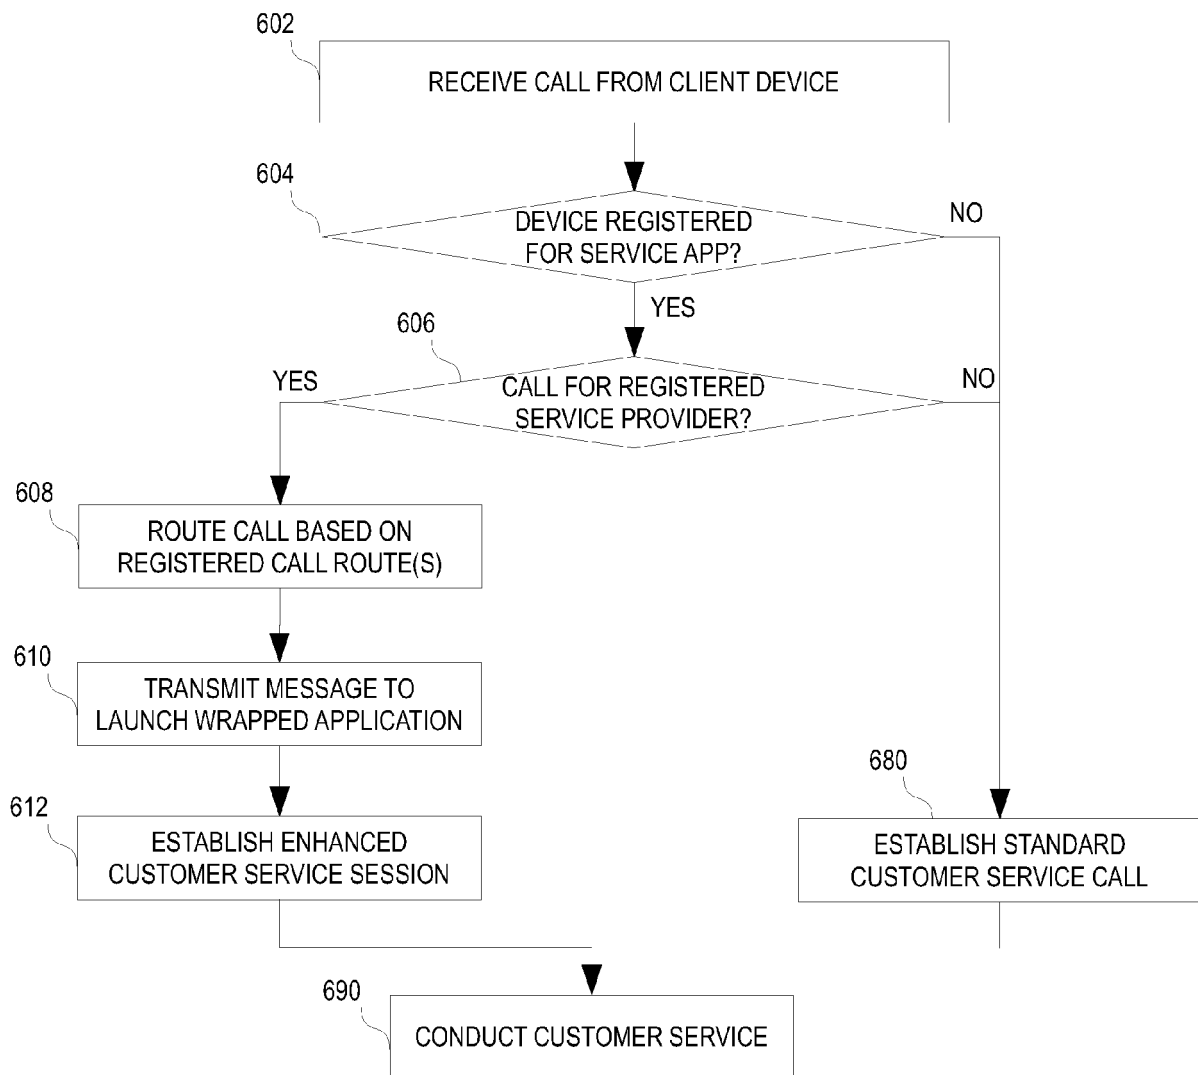 602
RECEIVE CALL FROM CLIENT DEVICE
604
DEVICE REGISTERED
FOR SERVICE APP?
NO
YES
606
CALL FOR REGISTERED
SERVICE PROVIDER?
YES
NO
608
ROUTE CALL BASED ON
REGISTERED CALL ROUTE(S)
610
TRANSMIT MESSAGE TO
LAUNCH WRAPPED APPLICATION
612
ESTABLISH ENHANCED
CUSTOMER SERVICE SESSION
680
ESTABLISH STANDARD
CUSTOMER SERVICE CALL
690
CONDUCT CUSTOMER SERVICE